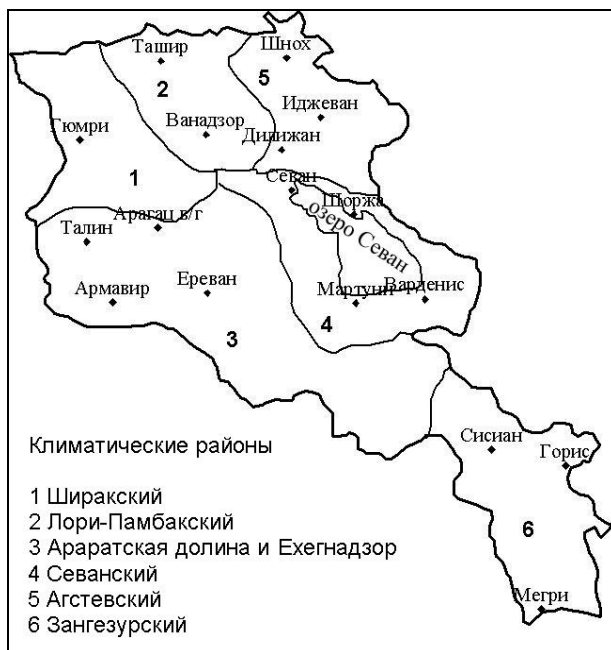 Ташир
Шнох
5
2
Иджеван
Гюмри
Ванадзор
Дилижан
1
Севан
Шоржа
Арагац в/г
Талин
озеро Севан
Ереван
Армавир
Мартуни
Варденис
4
3
Сисиан
Горис
6
Мегри
Климатические районы
1 Ширакский
2 Лори-Памбакский
3 Араратская долина и Ехегнадзор
4 Севанский
5 Агстевский
6 Зангезурский